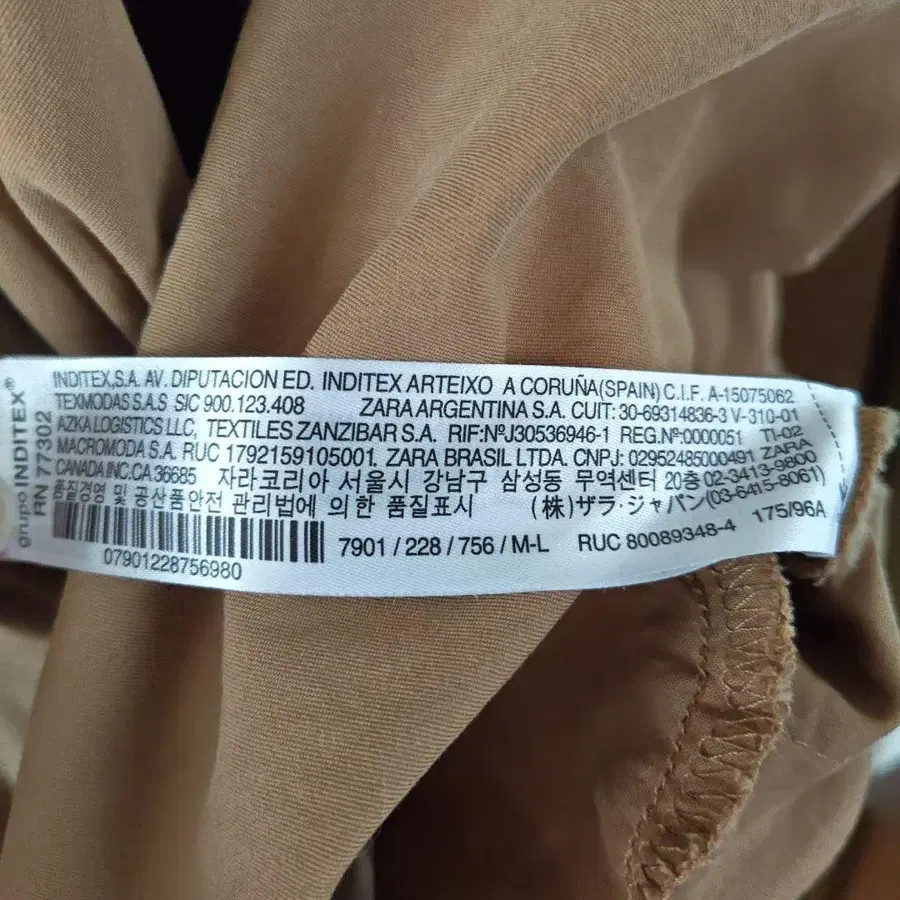 grupo INDITEX®
RN 77302
INDITEX,S.A. AV. DIPUTACION ED. INDITEX ARTEIXO A CORUÑA(SPAIN) C.I.F. A-15075062
TEXMODAS S.A.S SIC 900.123.408 ZARA ARGENTINA S.A. CUIT: 30-69314836-3 V-310-01
AZKA LOGISTICS LLC, TEXTILES ZANZIBAR S.A. RIF:NºJ30536946-1 REG.Nº:0000051 TI-02
MACROMODA S.A. RUC 1792159105001. ZARA BRASIL LTDA. CNPJ: 02952485000491 ZARA
CANADA INC.CA 36685 자라코리아 서울시 강남구 삼성동 무역센터 20층 02-3413-9800
품질경영 및 공산품안전 관리법에 의한 품질표시 (株)ザラ・ジャパン(03-6415-8061)
7901 / 228 / 756 / M-L RUC 80089348-4 175/96A
07901228756980